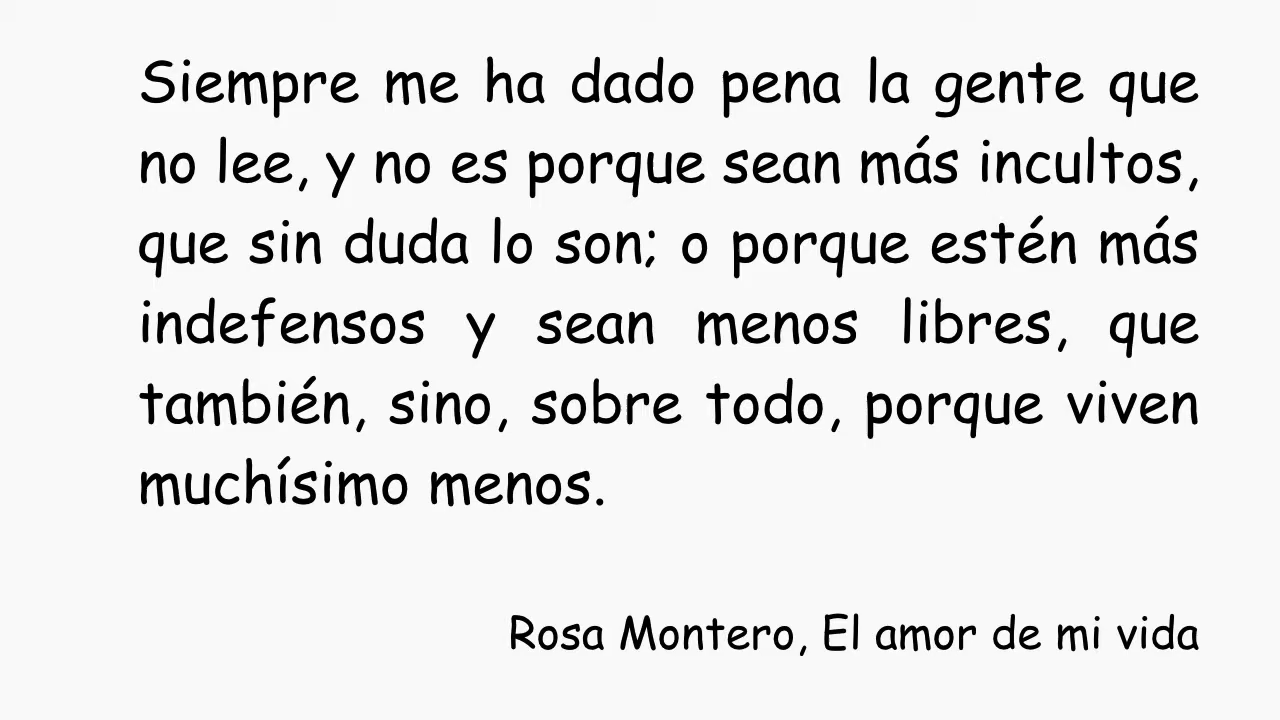 Siempre me ha dado pena la gente que
no lee, y no es porque sean más incultos,
que sin duda lo son; o porque estén más
indefensos y sean menos libres, que
también, sino, sobre todo, porque viven
muchísimo menos.
Rosa Montero, El amor de mi vida